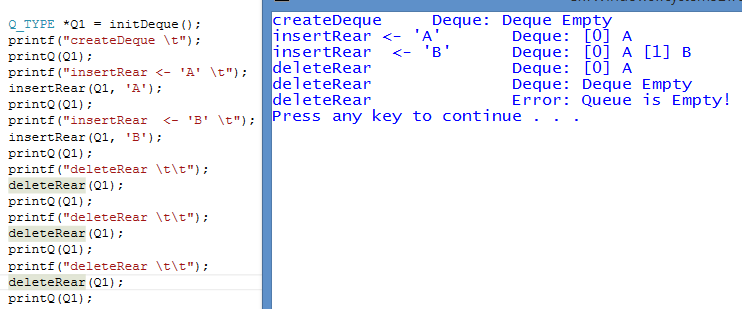 Q_TYPE *Q1 = initDeque();
printf("createDeque \t");
printQ(Q1);
printf("insertRear <- 'A' \t");
insertRear(Q1, 'A');
printQ(Q1);
printf("insertRear  <- 'B' \t");
insertRear(Q1, 'B');
printQ(Q1);
printf("deleteRear \t\t");
deleteRear(Q1);
printQ(Q1);
printf("deleteRear \t\t");
deleteRear(Q1);
printQ(Q1);
printf("deleteRear \t\t");
deleteRear(Q1);
printQ(Q1);
createDeque     Deque: Deque Empty
insertRear <- 'A'       Deque: [0] A
insertRear  <- 'B'      Deque: [0] A [1] B
deleteRear              Deque: [0] A
deleteRear              Deque: Deque Empty
deleteRear              Error: Queue is Empty!
Press any key to continue . . .